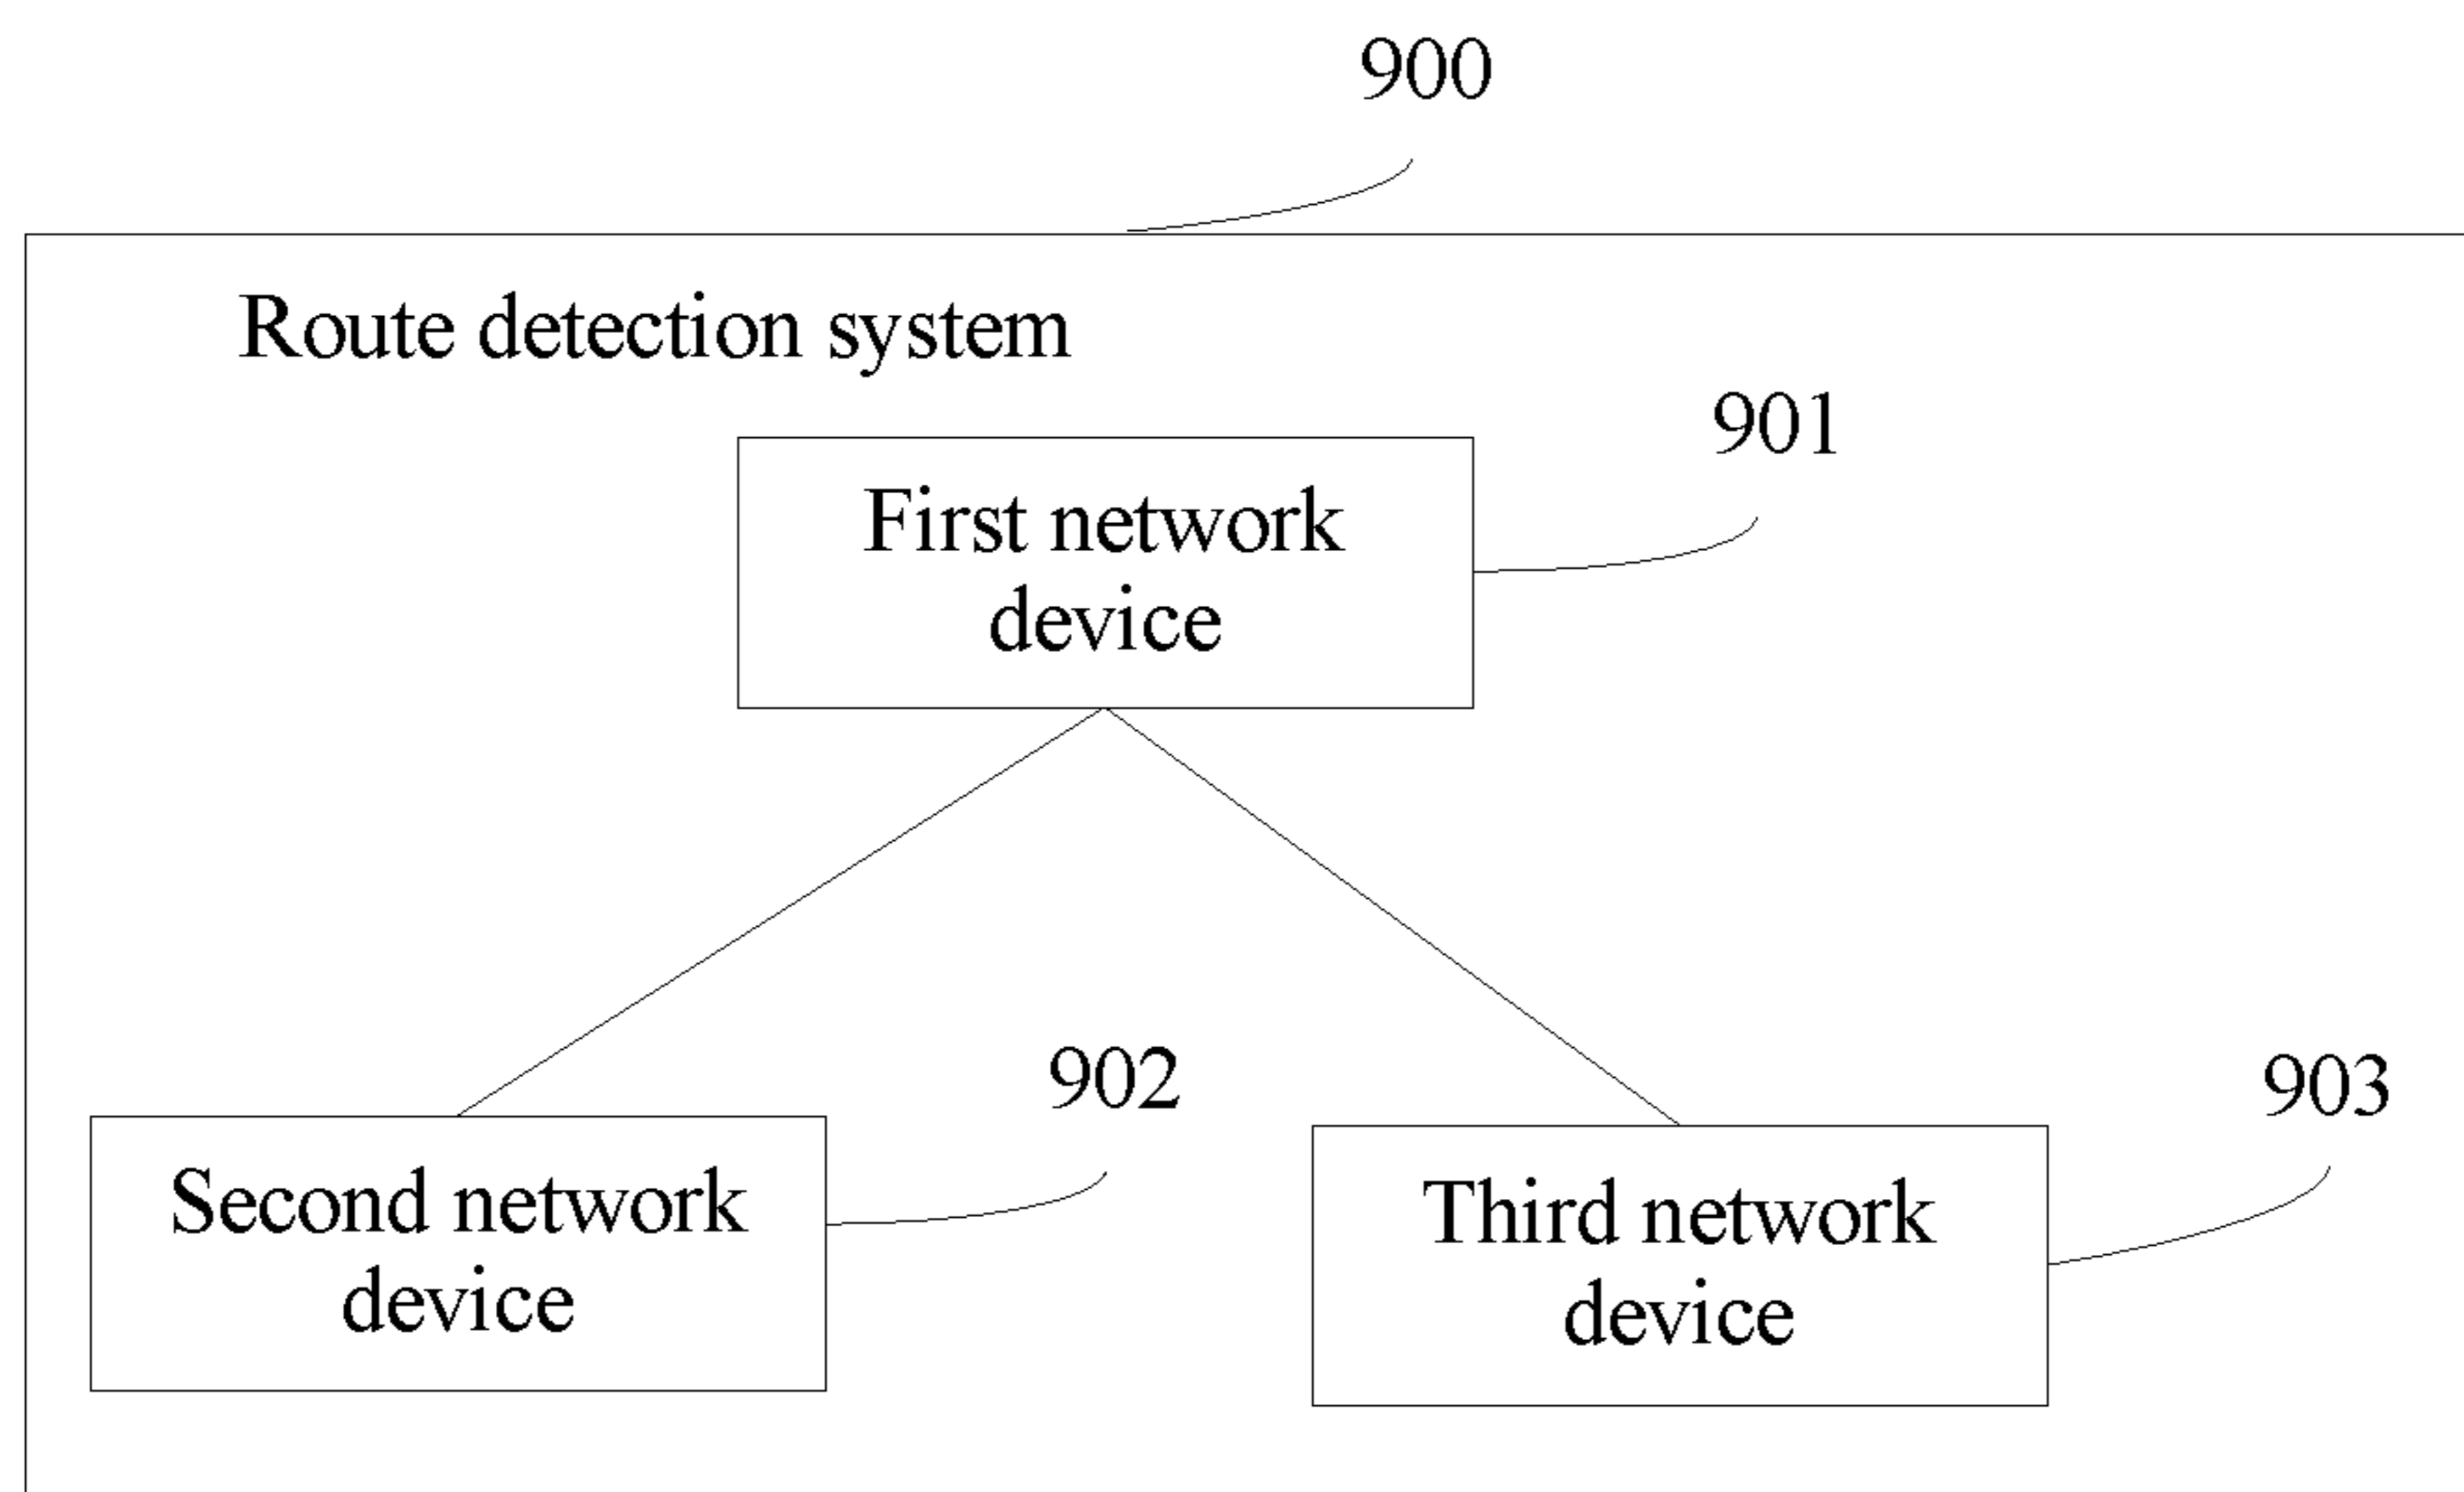 900
Route detection system
901
First network
device
902
903
Second network
device
Third network
device